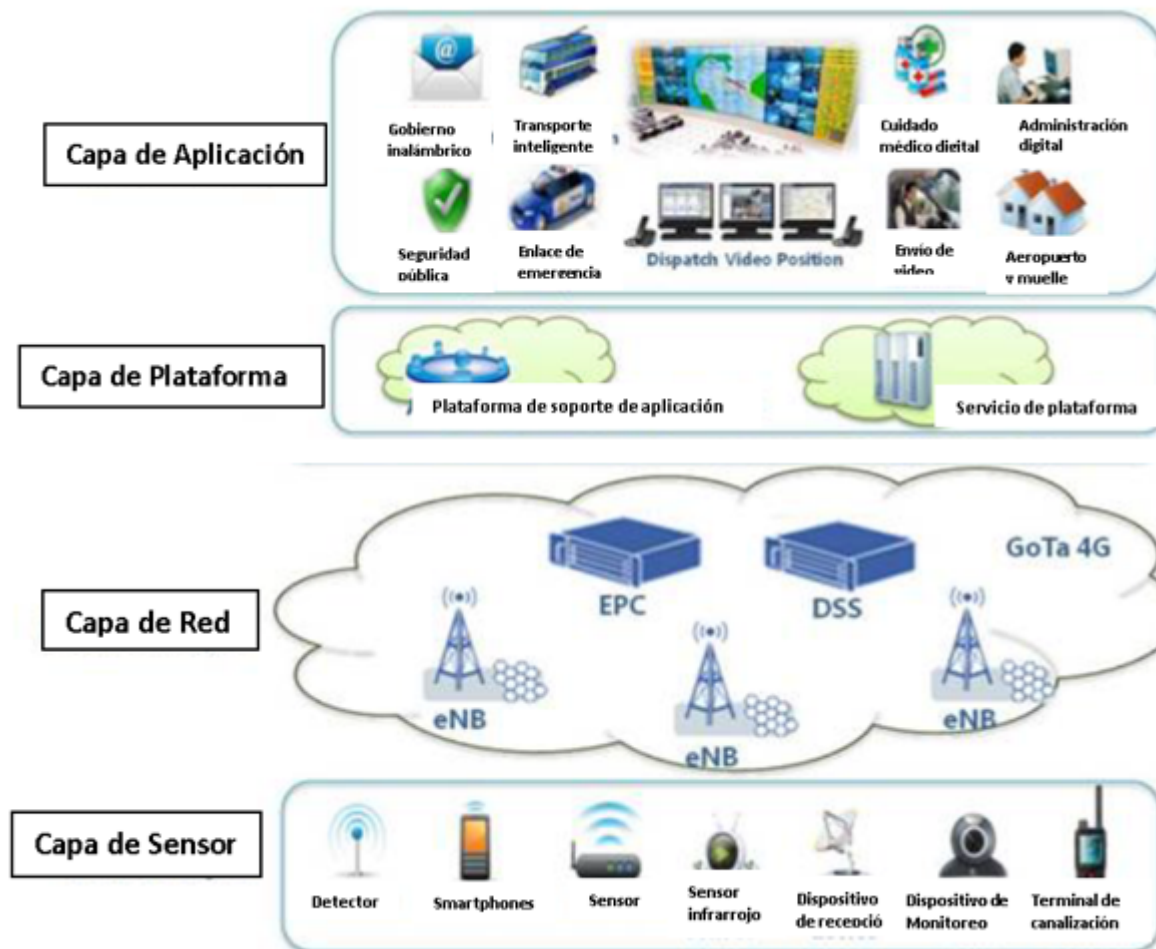 Capa de Aplicación
Gobierno
inalámbrico
Transporte
inteligente
Cuidado
médico digital
Administración
digital
Seguridad
pública
Enlace de
emergencia
Dispatch Video Position
Envío de
video
Aeropuerto
y muelle
Capa de Plataforma
Plataforma de soporte de aplicación
Servicio de plataforma
Capa de Red
EPC
DSS
GoTa 4G
eNB
eNB
eNB
Capa de Sensor
Detector
Smartphones
Sensor
Sensor
infrarrojo
Dispositivo
de recepció
Dispositivo de
Monitoreo
Terminal de
canalización